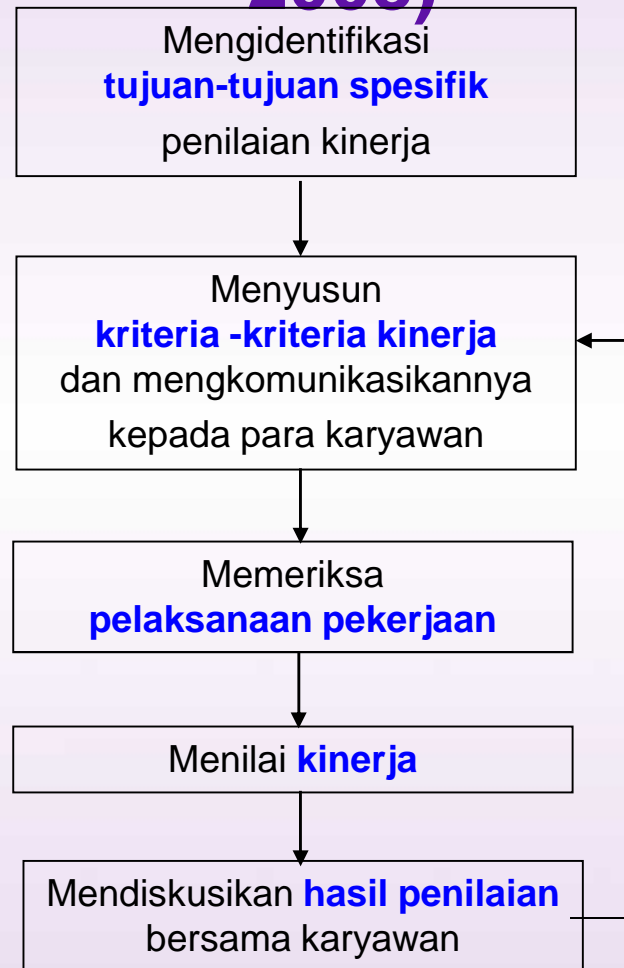 Mengidentifikasi
tujuan-tujuan spesifik
penilaian kinerja
Menyusun
kriteria -kriteria kinerja
dan mengkomunikasikannya
kepada para karyawan
Memeriksa
pelaksanaan pekerjaan
Menilai kinerja
Mendiskusikan hasil penilaian
bersama karyawan